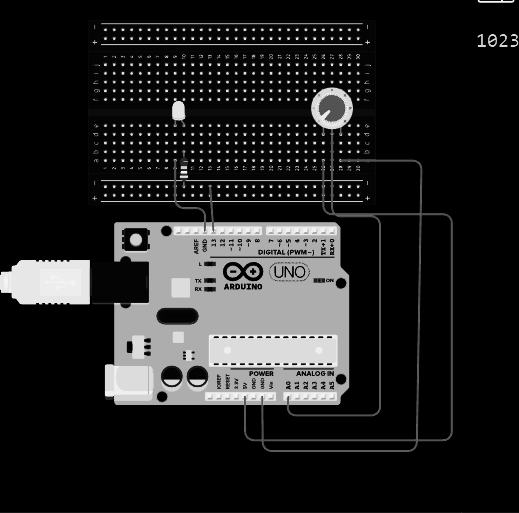 1023
AREF
GND
13
12
~11
~10
~9
8
7
~6
~5
4
~3
2
TX→1
RX←0
DIGITAL (PWM~)
L
TX
RX
ARDUINO
UNO
ON
POWER
ANALOG IN
IOREF
RESET
3.3V
5V
GND
GND
Vin
A0
A1
A2
A3
A4
A5